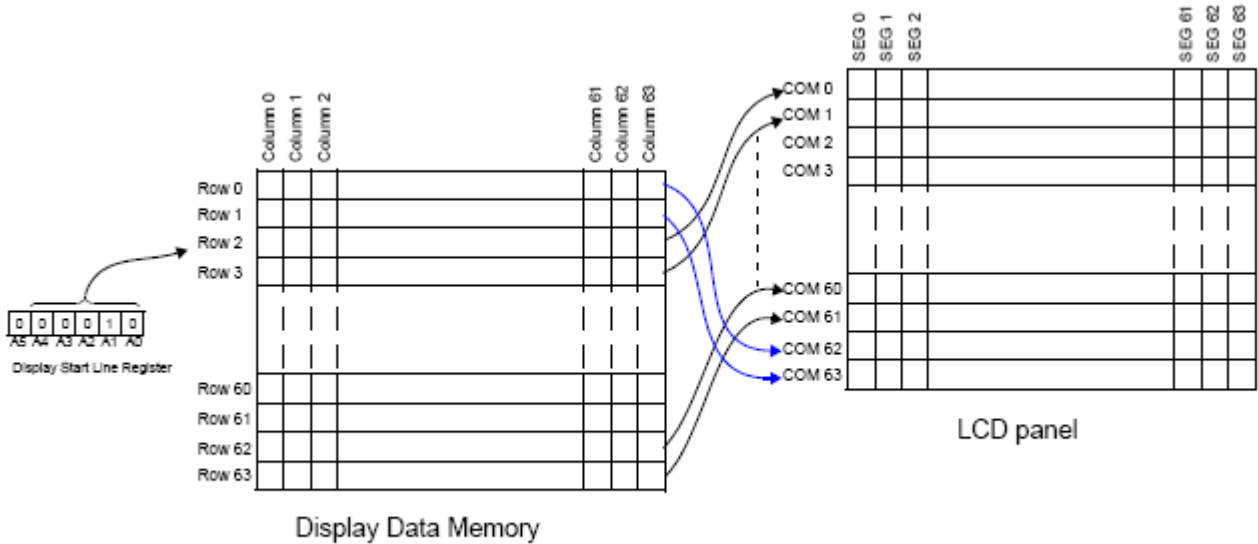 SEG 0
SEG 1
SEG 2
SEG 61
SEG 62
SEG 63
COM 0
COM 1
COM 2
COM 3
COM 60
COM 61
COM 62
COM 63
LCD panel
Column 0
Column 1
Column 2
Column 61
Column 62
Column 63
Row 0
Row 1
Row 2
Row 3
Row 60
Row 61
Row 62
Row 63
Display Data Memory
0 0 0 0 1 0
A5 A4 A3 A2 A1 A0
Display Start Line Register